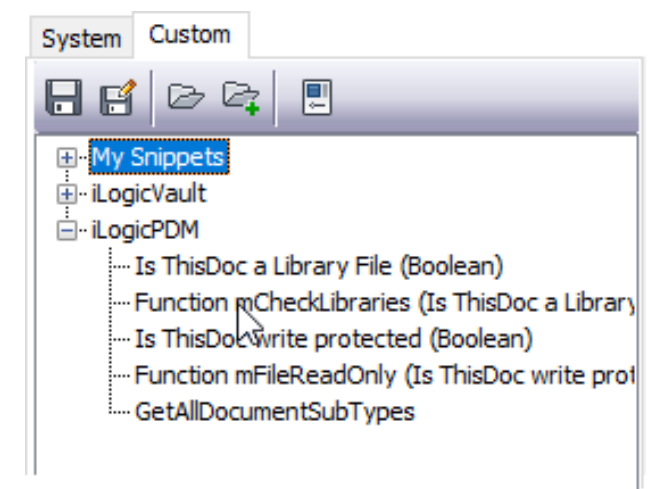 System Custom
My Snippets
iLogicVault
iLogicPDM
Is ThisDoc a Library File (Boolean)
Function mCheckLibraries (Is ThisDoc a Library
Is ThisDoc write protected (Boolean)
Function mFileReadOnly (Is ThisDoc write prot
GetAllDocumentSubTypes